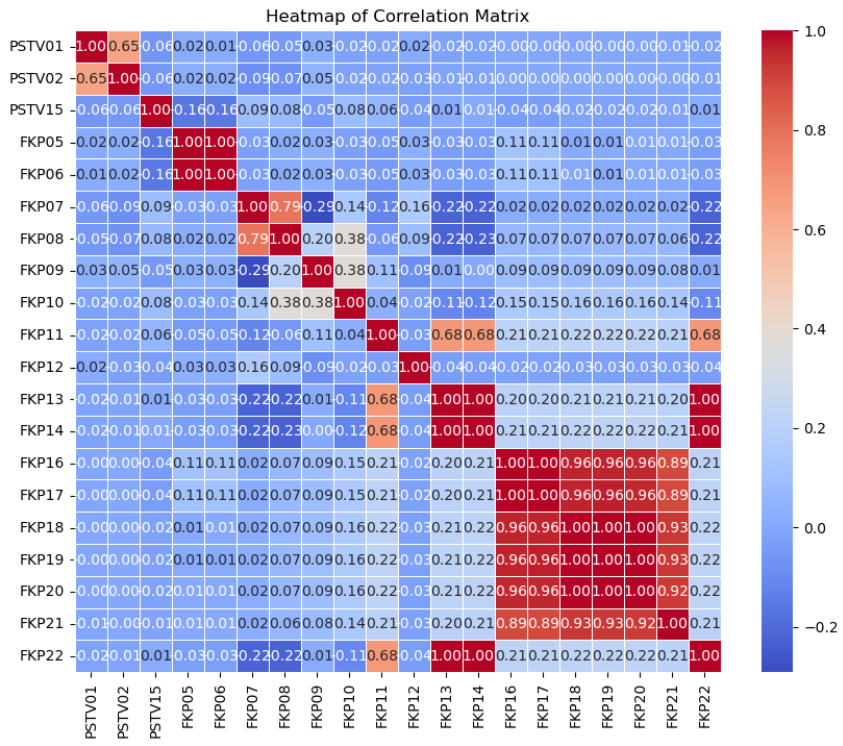 Heatmap of Correlation Matrix
PSTV01 1.00 0.65 -0.06 0.02 0.01 -0.06 -0.05 0.03 -0.02 -0.02 0.02 -0.02 -0.02 -0.00 -0.00 -0.00 -0.00 -0.00 -0.01 -0.02
PSTV02 0.65 1.00 -0.06 0.02 0.02 -0.09 -0.07 0.05 -0.02 -0.02 -0.03 -0.01 -0.01 -0.00 -0.00 -0.00 -0.00 -0.00 -0.00 -0.01
PSTV15 -0.06 -0.06 1.00 -0.16 -0.16 0.09 0.08 -0.05 0.08 0.06 -0.04 0.01 0.01 -0.04 -0.04 -0.02 -0.02 -0.02 -0.01 0.01
FKP05 0.02 0.02 -0.16 1.00 1.00 -0.03 0.02 0.03 -0.03 -0.05 0.03 -0.03 -0.03 0.11 0.11 0.01 0.01 0.01 0.01 -0.03
FKP06 0.01 0.02 -0.16 1.00 1.00 -0.03 0.02 0.03 -0.03 -0.05 0.03 -0.03 -0.03 0.11 0.11 0.01 0.01 0.01 0.01 -0.03
FKP07 -0.06 -0.09 0.09 -0.03 -0.03 1.00 0.79 -0.29 0.14 -0.12 0.16 -0.22 -0.22 0.02 0.02 0.02 0.02 0.02 0.02 -0.22
FKP08 -0.05 -0.07 0.08 0.02 0.02 0.79 1.00 0.20 0.38 -0.06 0.09 -0.22 -0.23 0.07 0.07 0.07 0.07 0.07 0.06 -0.22
FKP09 0.03 0.05 -0.05 0.03 0.03 -0.29 0.20 1.00 0.38 0.11 -0.09 0.01 0.00 0.09 0.09 0.09 0.09 0.09 0.08 0.01
FKP10 -0.02 -0.02 0.08 -0.03 -0.03 0.14 0.38 0.38 1.00 0.04 -0.02 -0.11 -0.12 0.15 0.15 0.16 0.16 0.16 0.14 -0.11
FKP11 -0.02 -0.02 0.06 -0.05 -0.05 -0.12 -0.06 0.11 0.04 1.00 -0.03 0.68 0.68 0.21 0.21 0.22 0.22 0.22 0.21 0.68
FKP12 0.02 -0.03 -0.04 0.03 0.03 0.16 0.09 -0.09 -0.02 -0.03 1.00 -0.04 -0.04 -0.02 -0.02 -0.03 -0.03 -0.03 -0.03 -0.04
FKP13 -0.02 -0.01 0.01 -0.03 -0.03 -0.22 -0.22 0.01 -0.11 0.68 -0.04 1.00 1.00 0.20 0.20 0.21 0.21 0.21 0.20 1.00
FKP14 -0.02 -0.01 0.01 -0.03 -0.03 -0.22 -0.23 0.00 -0.12 0.68 -0.04 1.00 1.00 0.21 0.21 0.22 0.22 0.22 0.21 1.00
FKP16 -0.00 -0.00 -0.04 0.11 0.11 0.02 0.07 0.09 0.15 0.21 -0.02 0.20 0.21 1.00 1.00 0.96 0.96 0.96 0.89 0.21
FKP17 -0.00 -0.00 -0.04 0.11 0.11 0.02 0.07 0.09 0.15 0.21 -0.02 0.20 0.21 1.00 1.00 0.96 0.96 0.96 0.89 0.21
FKP18 -0.00 -0.00 -0.02 0.01 0.01 0.02 0.07 0.09 0.16 0.22 -0.03 0.21 0.22 0.96 0.96 1.00 1.00 1.00 0.93 0.22
FKP19 -0.00 -0.00 -0.02 0.01 0.01 0.02 0.07 0.09 0.16 0.22 -0.03 0.21 0.22 0.96 0.96 1.00 1.00 1.00 0.93 0.22
FKP20 -0.00 -0.00 -0.02 0.01 0.01 0.02 0.07 0.09 0.16 0.22 -0.03 0.21 0.22 0.96 0.96 1.00 1.00 1.00 0.92 0.22
FKP21 -0.01 -0.00 -0.01 0.01 0.01 0.02 0.06 0.08 0.14 0.21 -0.03 0.20 0.21 0.89 0.89 0.93 0.93 0.92 1.00 0.21
FKP22 -0.02 -0.01 0.01 -0.03 -0.03 -0.22 -0.22 0.01 -0.11 0.68 -0.04 1.00 1.00 0.21 0.21 0.22 0.22 0.22 0.21 1.00
PSTV01 PSTV02 PSTV15 FKP05 FKP06 FKP07 FKP08 FKP09 FKP10 FKP11 FKP12 FKP13 FKP14 FKP16 FKP17 FKP18 FKP19 FKP20 FKP21 FKP22
1.0
0.8
0.6
0.4
0.2
0.0
−0.2